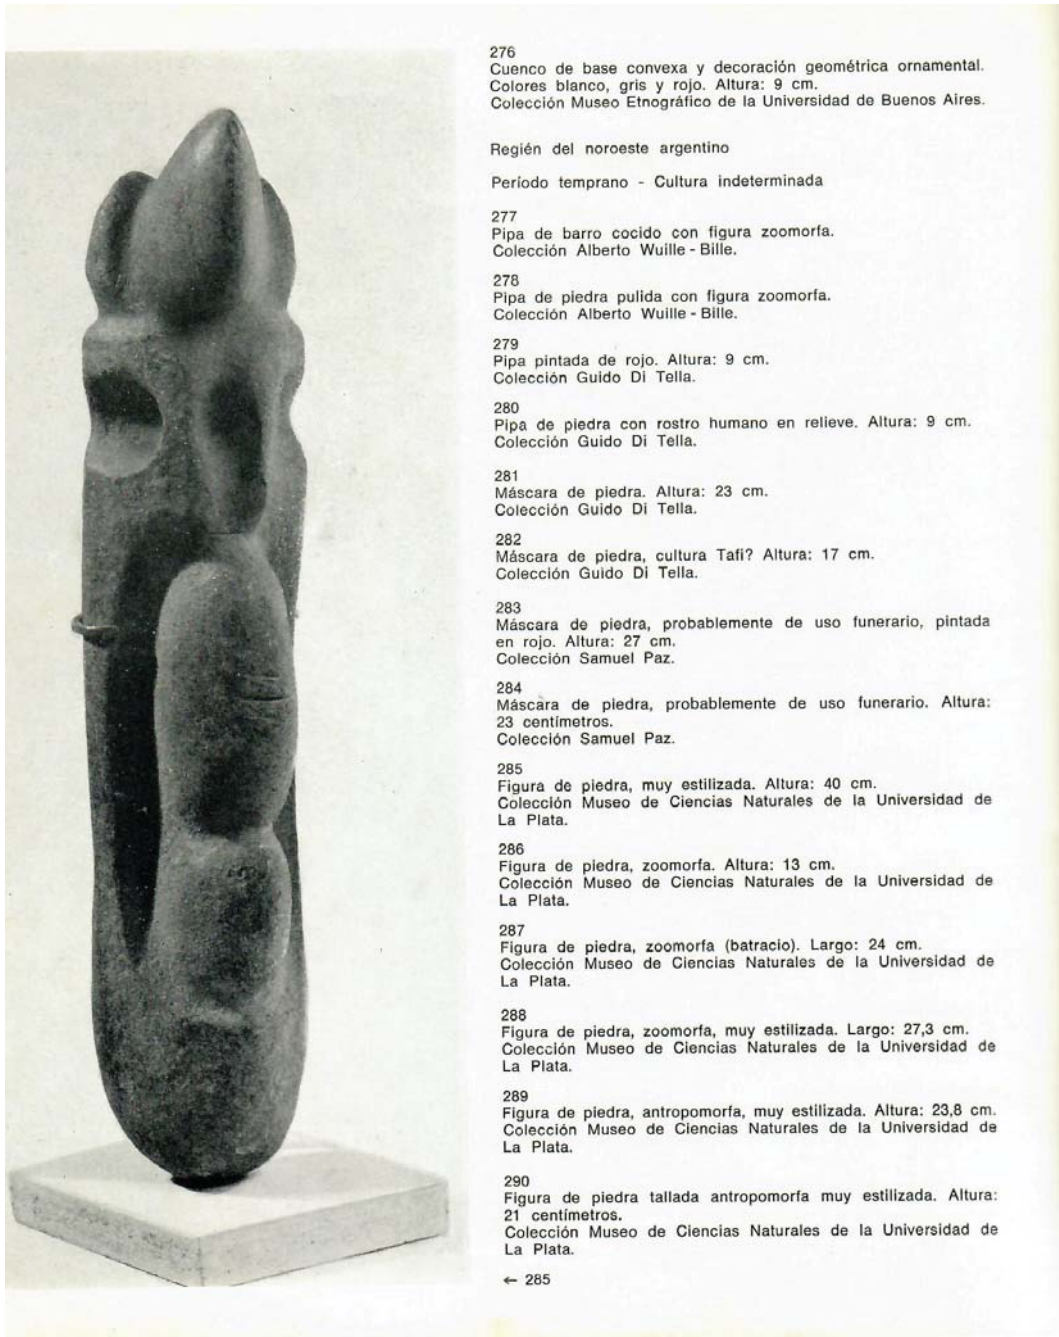 276
Cuenco de base convexa y decoración geométrica ornamental.
Colores blanco, gris y rojo. Altura: 9 cm.
Colección Museo Etnográfico de la Universidad de Buenos Aires.
Región del noroeste argentino
Período temprano - Cultura indeterminada
277
Pipa de barro cocido con figura zoomorfa.
Colección Alberto Wuille - Bille.
278
Pipa de piedra pulida con figura zoomorfa.
Colección Alberto Wuille - Bille.
279
Pipa pintada de rojo. Altura: 9 cm.
Colección Guido Di Tella.
280
Pipa de piedra con rostro humano en relieve. Altura: 9 cm.
Colección Guido Di Tella.
281
Máscara de piedra. Altura: 23 cm.
Colección Guido Di Tella.
282
Máscara de piedra, cultura Tafí? Altura: 17 cm.
Colección Guido Di Tella.
283
Máscara de piedra, probablemente de uso funerario, pintada
en rojo. Altura: 27 cm.
Colección Samuel Paz.
284
Máscara de piedra, probablemente de uso funerario. Altura:
23 centímetros.
Colección Samuel Paz.
285
Figura de piedra, muy estilizada. Altura: 40 cm.
Colección Museo de Ciencias Naturales de la Universidad de
La Plata.
286
Figura de piedra, zoomorfa. Altura: 13 cm.
Colección Museo de Ciencias Naturales de la Universidad de
La Plata.
287
Figura de piedra, zoomorfa (batracio). Largo: 24 cm.
Colección Museo de Ciencias Naturales de la Universidad de
La Plata.
288
Figura de piedra, zoomorfa, muy estilizada. Largo: 27,3 cm.
Colección Museo de Ciencias Naturales de la Universidad de
La Plata.
289
Figura de piedra, antropomorfa, muy estilizada. Altura: 23,8 cm.
Colección Museo de Ciencias Naturales de la Universidad de
La Plata.
290
Figura de piedra tallada antropomorfa muy estilizada. Altura:
21 centímetros.
Colección Museo de Ciencias Naturales de la Universidad de
La Plata.
← 285